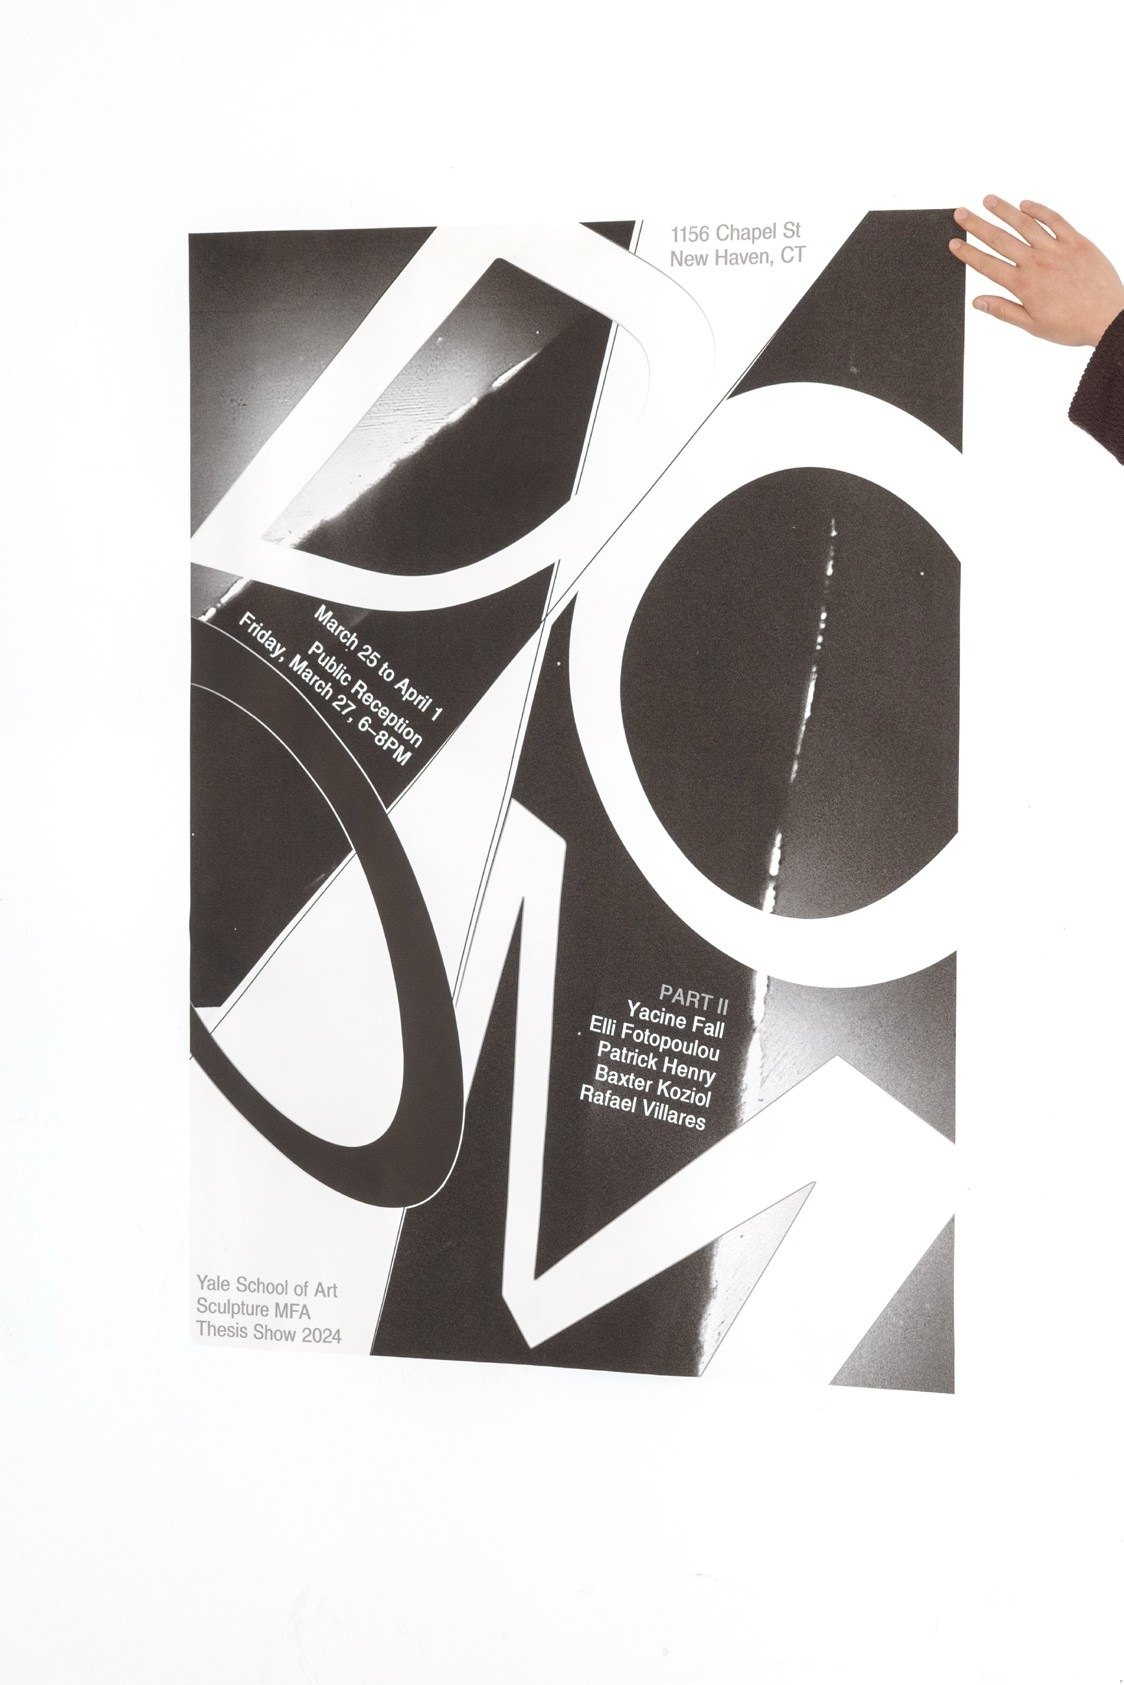 1156 Chapel St
New Haven, CT
March 25 to April 1
Public Reception
Friday, March 27, 6–8PM
PART II
Yacine Fall
Elli Fotopoulou
Patrick Henry
Baxter Koziol
Rafael Villares
Yale School of Art
Sculpture MFA
Thesis Show 2024